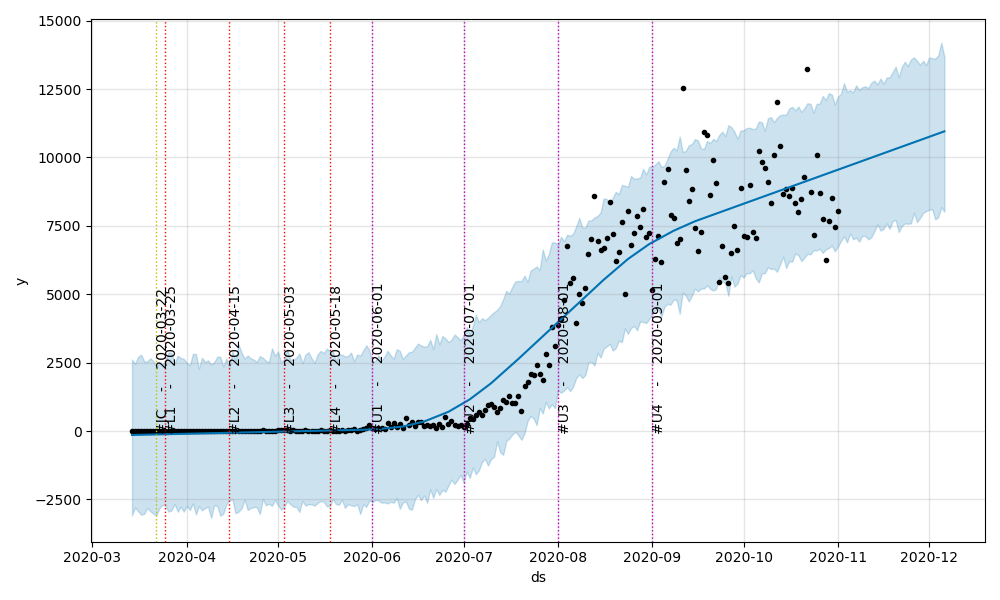 15000
12500
10000
7500
5000
2500
0
−2500
y
#JC - 2020-03-22
#L1 - 2020-03-25
#L2 - 2020-04-15
#L3 - 2020-05-03
#L4 - 2020-05-18
#U1 - 2020-06-01
#U2 - 2020-07-01
#U3 - 2020-08-01
#U4 - 2020-09-01
2020-03
2020-04
2020-05
2020-06
2020-07
2020-08
2020-09
2020-10
2020-11
2020-12
ds